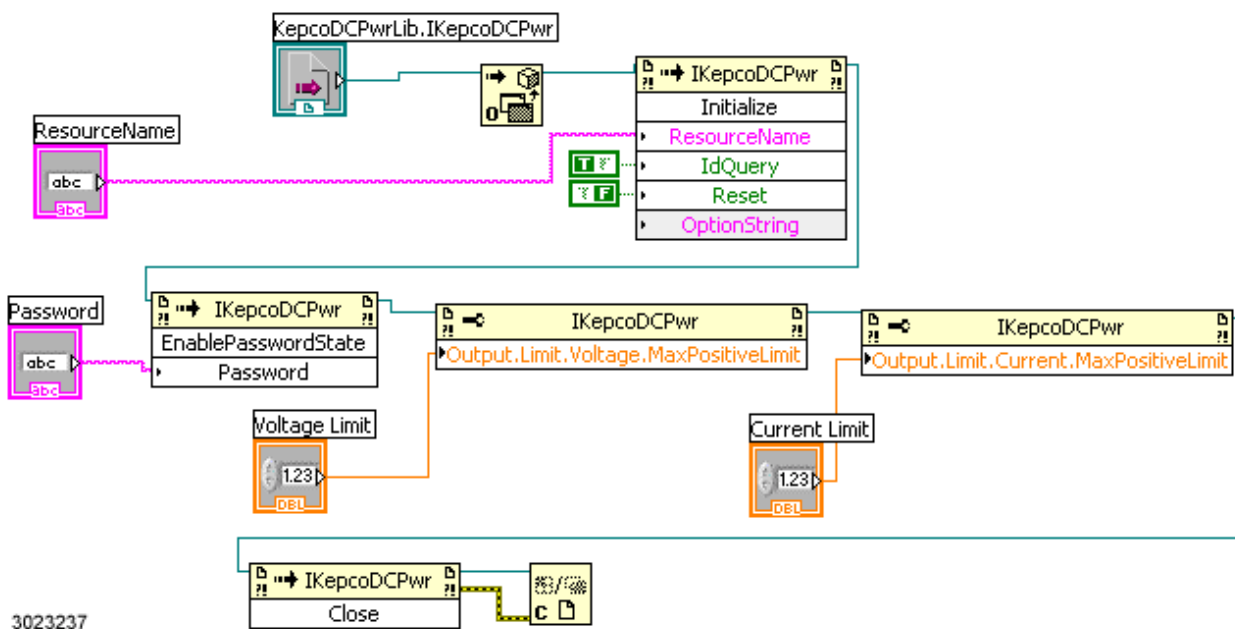 KepcoDCPwrLib.IKepcoDCPwr
IKepcoDCPwr
Initialize
ResourceName
ResourceName
abc
abc
T
IdQuery
F
Reset
OptionString
Password
abc
abc
IKepcoDCPwr
EnablePasswordState
Password
IKepcoDCPwr
Output.Limit.Voltage.MaxPositiveLimit
IKepcoDCPwr
Output.Limit.Current.MaxPositiveLimit
Voltage Limit
1.23
DBL
Current Limit
1.23
DBL
IKepcoDCPwr
Close
C
3023237